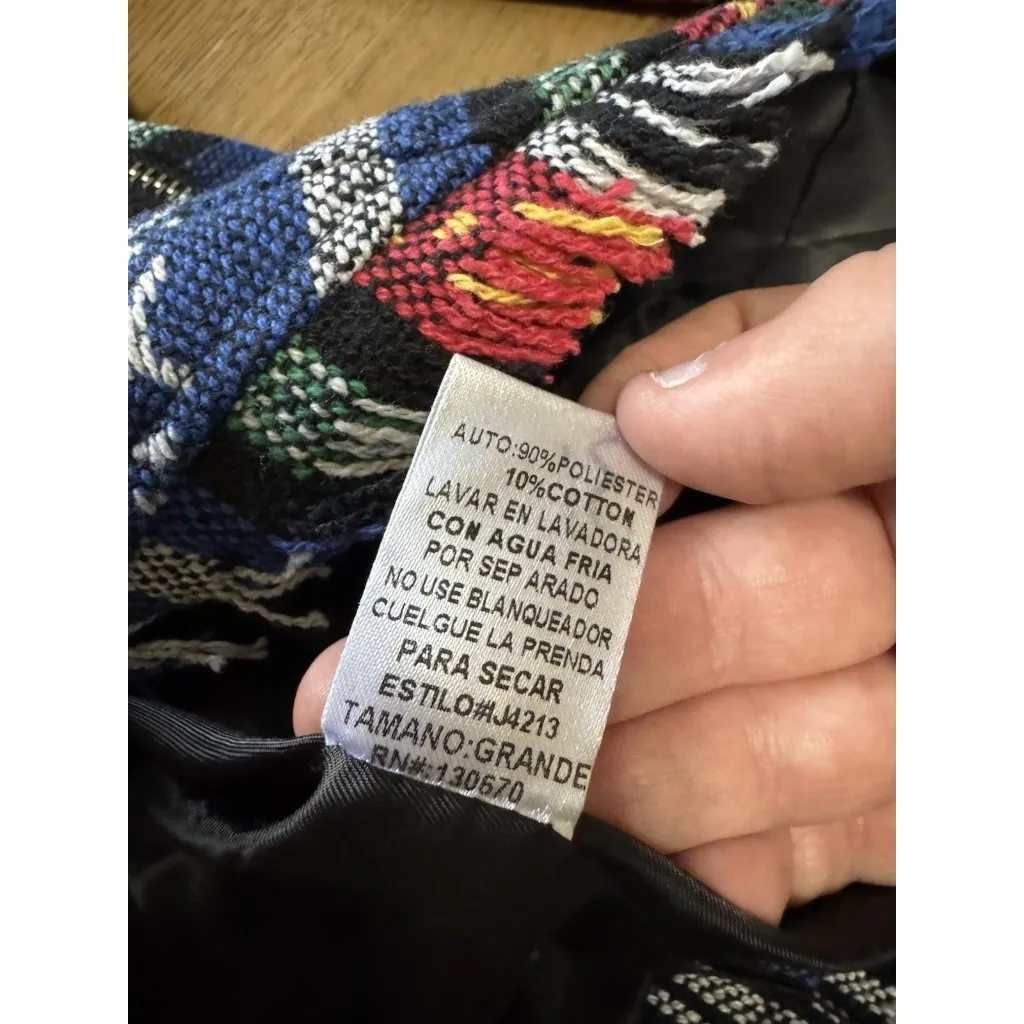 AUTO:90%POLIESTER
10%COTTON
LAVAR EN LAVADORA
CON AGUA FRIA
POR SEP ARADO
NO USE BLANQUEADOR
CUELGUE LA PRENDA
PARA SECAR
ESTILO#J4213
TAMANO:GRANDE
RN#:130670